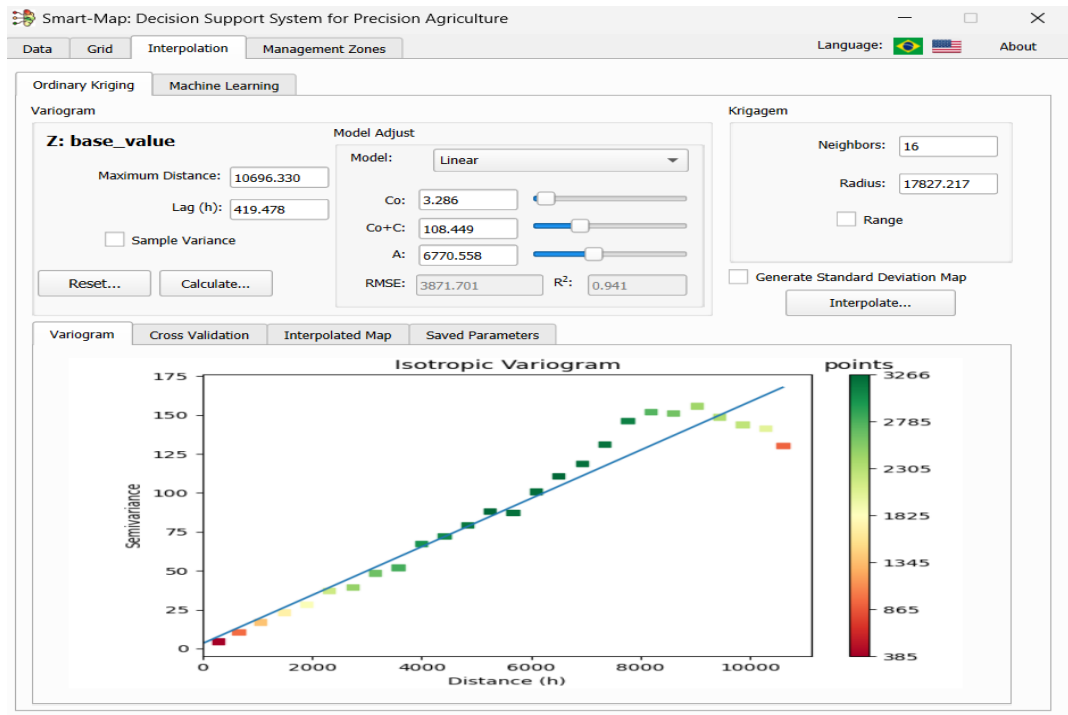 Smart-Map: Decision Support System for Precision Agriculture
Data Grid Interpolation Management Zones Language: About
Ordinary Kriging Machine Learning
Variogram
Z: base_value
Maximum Distance: 10696.330
Lag (h): 419.478
Sample Variance
Reset... Calculate...
Model Adjust
Model: Linear
Co: 3.286
Co+C: 108.449
A: 6770.558
RMSE: 3871.701 R²: 0.941
Krigagem
Neighbors: 16
Radius: 17827.217
Range
Generate Standard Deviation Map
Interpolate...
Variogram Cross Validation Interpolated Map Saved Parameters
Isotropic Variogram
points
175
150
125
100
75
50
25
0
Semivariance
0 2000 4000 6000 8000 10000
Distance (h)
3266
2785
2305
1825
1345
865
385